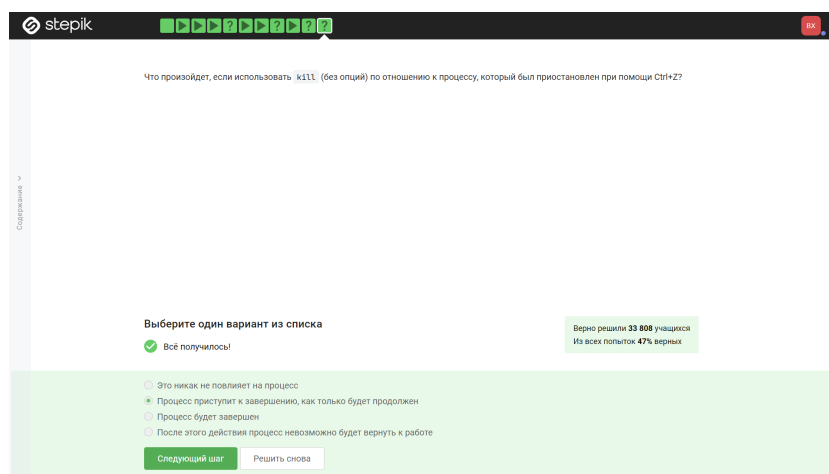 stepik
? ? ? ?
BX
Что произойдет, если использовать kill (без опций) по отношению к процессу, который был приостановлен при помощи Ctrl+Z?
Содержание
Выберите один вариант из списка
Всё получилось!
Верно решили 33 808 учащихся
Из всех попыток 47% верных
Это никак не повлияет на процесс
Процесс приступит к завершению, как только будет продолжен
Процесс будет завершен
После этого действия процесс невозможно будет вернуть к работе
Следующий шаг
Решить снова